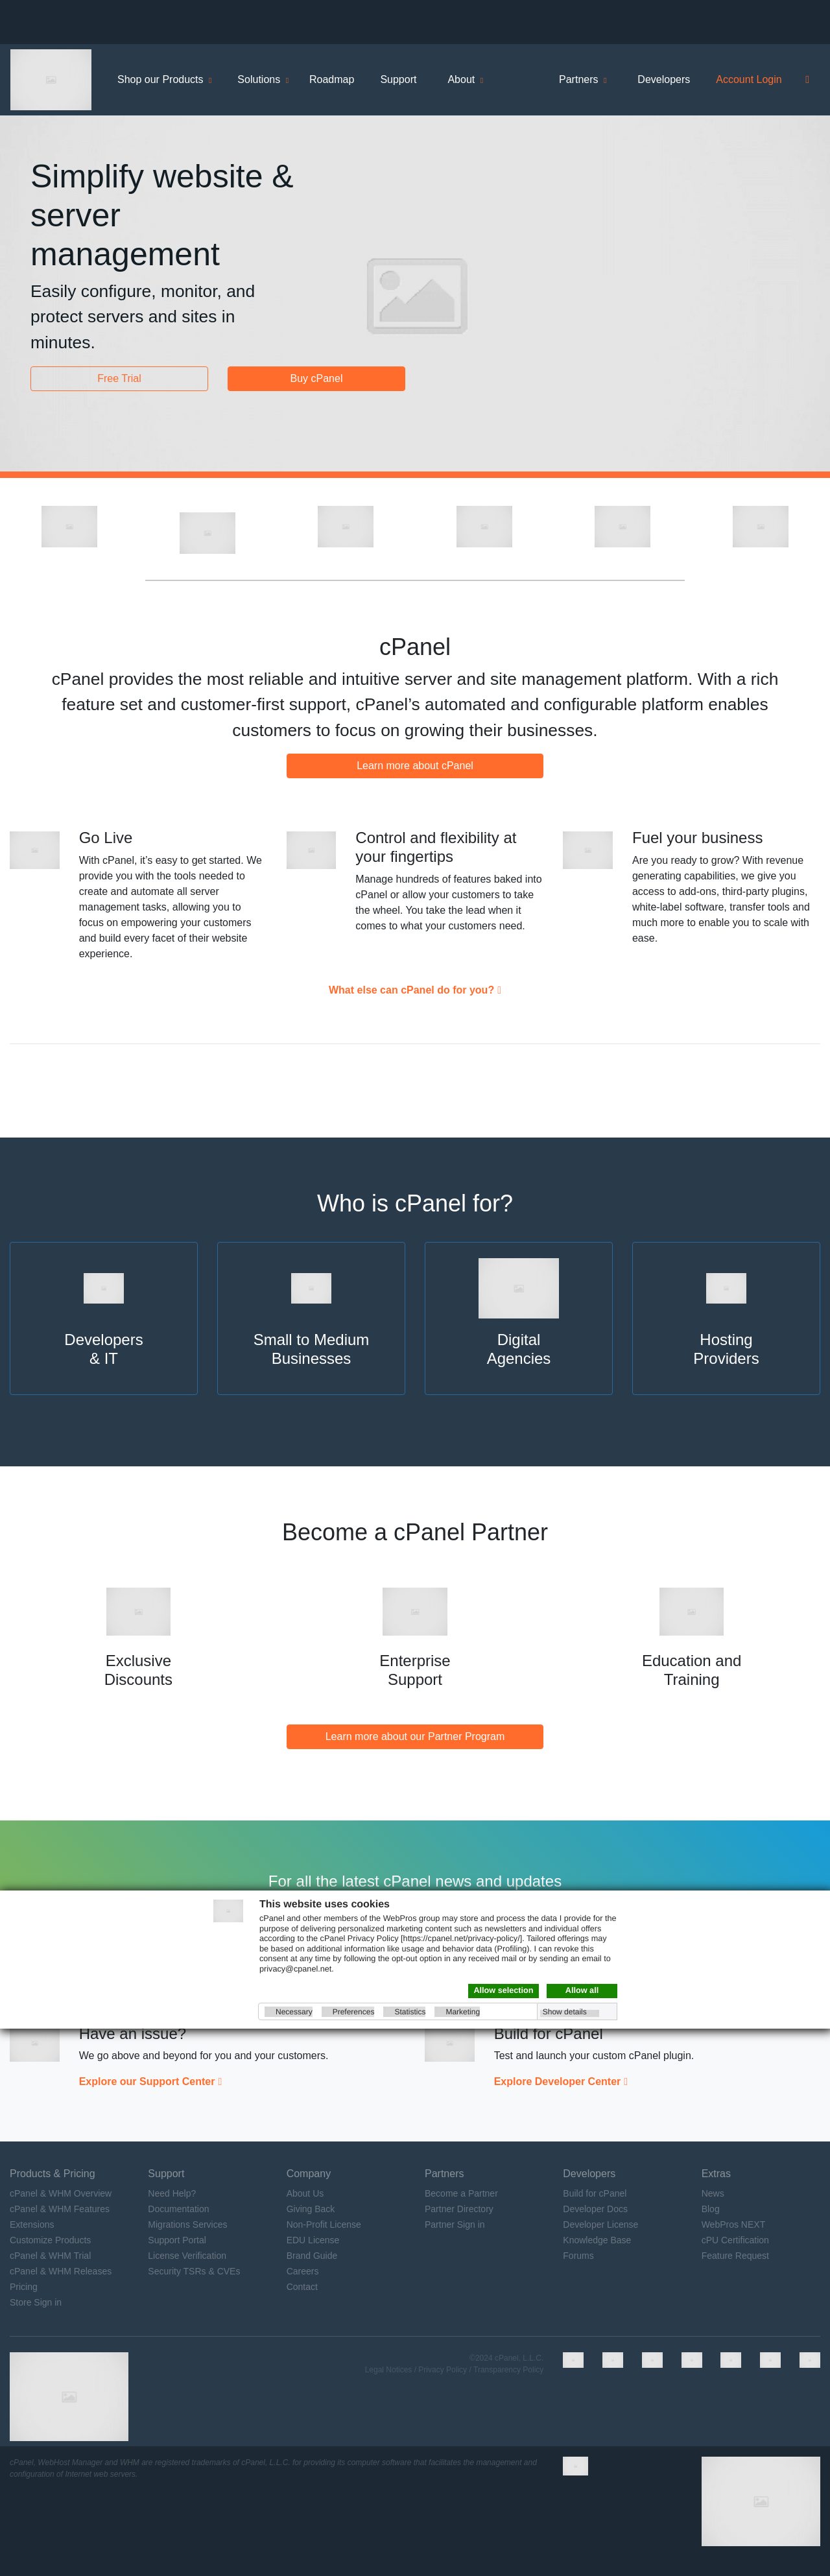 Shop our Products
Solutions
Roadmap
Support
About
Partners
Developers
Account Login
Simplify website &
server
management
Easily configure, monitor, and
protect servers and sites in
minutes.
Free Trial
Buy cPanel
cPanel
cPanel provides the most reliable and intuitive server and site management platform. With a rich
feature set and customer-first support, cPanel’s automated and configurable platform enables
customers to focus on growing their businesses.
Learn more about cPanel
Go Live
With cPanel, it’s easy to get started. We
provide you with the tools needed to
create and automate all server
management tasks, allowing you to
focus on empowering your customers
and build every facet of their website
experience.
Control and flexibility at
your fingertips
Manage hundreds of features baked into
cPanel or allow your customers to take
the wheel. You take the lead when it
comes to what your customers need.
Fuel your business
Are you ready to grow? With revenue
generating capabilities, we give you
access to add-ons, third-party plugins,
white-label software, transfer tools and
much more to enable you to scale with
ease.
What else can cPanel do for you?
Who is cPanel for?
Developers
& IT
Small to Medium
Businesses
Digital
Agencies
Hosting
Providers
Become a cPanel Partner
Exclusive
Discounts
Enterprise
Support
Education and
Training
Learn more about our Partner Program
For all the latest cPanel news and updates
This website uses cookies
cPanel and other members of the WebPros group may store and process the data I provide for the
purpose of delivering personalized marketing content such as newsletters and individual offers
according to the cPanel Privacy Policy [https://cpanel.net/privacy-policy/]. Tailored offerings may
be based on additional information like usage and behavior data (Profiling). I can revoke this
consent at any time by following the opt-out option in any received mail or by sending an email to
privacy@cpanel.net.
Allow selection
Allow all
Necessary
Preferences
Statistics
Marketing
Show details
Have an issue?
We go above and beyond for you and your customers.
Explore our Support Center
Build for cPanel
Test and launch your custom cPanel plugin.
Explore Developer Center
Products & Pricing
cPanel & WHM Overview
cPanel & WHM Features
Extensions
Customize Products
cPanel & WHM Trial
cPanel & WHM Releases
Pricing
Store Sign in
Support
Need Help?
Documentation
Migrations Services
Support Portal
License Verification
Security TSRs & CVEs
Company
About Us
Giving Back
Non-Profit License
EDU License
Brand Guide
Careers
Contact
Partners
Become a Partner
Partner Directory
Partner Sign in
Developers
Build for cPanel
Developer Docs
Developer License
Knowledge Base
Forums
Extras
News
Blog
WebPros NEXT
cPU Certification
Feature Request
©2024 cPanel, L.L.C.
Legal Notices / Privacy Policy / Transparency Policy
cPanel, WebHost Manager and WHM are registered trademarks of cPanel, L.L.C. for providing its computer software that facilitates the management and
configuration of Internet web servers.